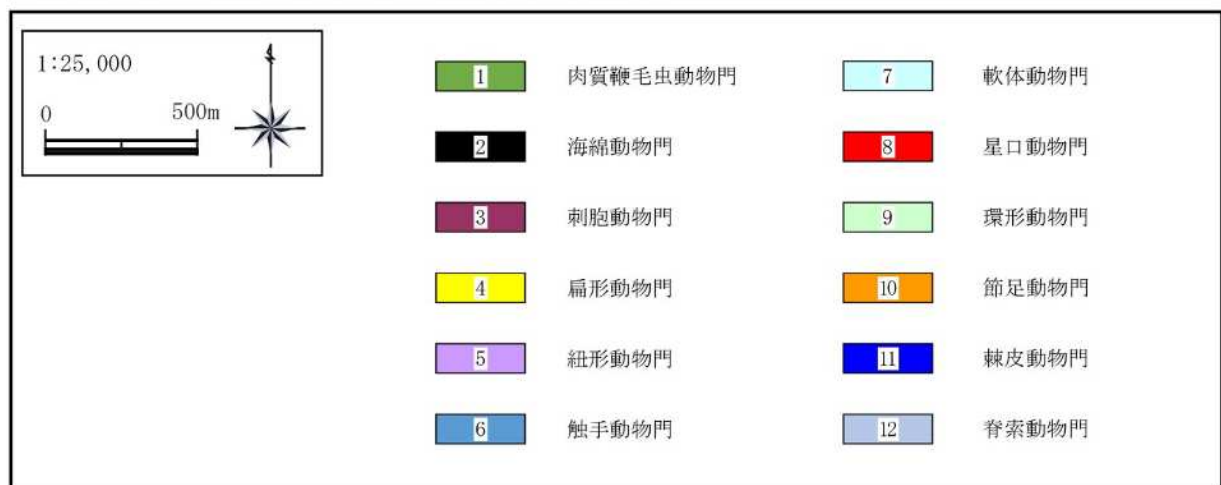 1:25,000
0 500m
1 肉質鞭毛虫動物門
2 海綿動物門
3 刺胞動物門
4 扁形動物門
5 紐形動物門
6 触手動物門
7 軟体動物門
8 星口動物門
9 環形動物門
10 節足動物門
11 棘皮動物門
12 脊索動物門